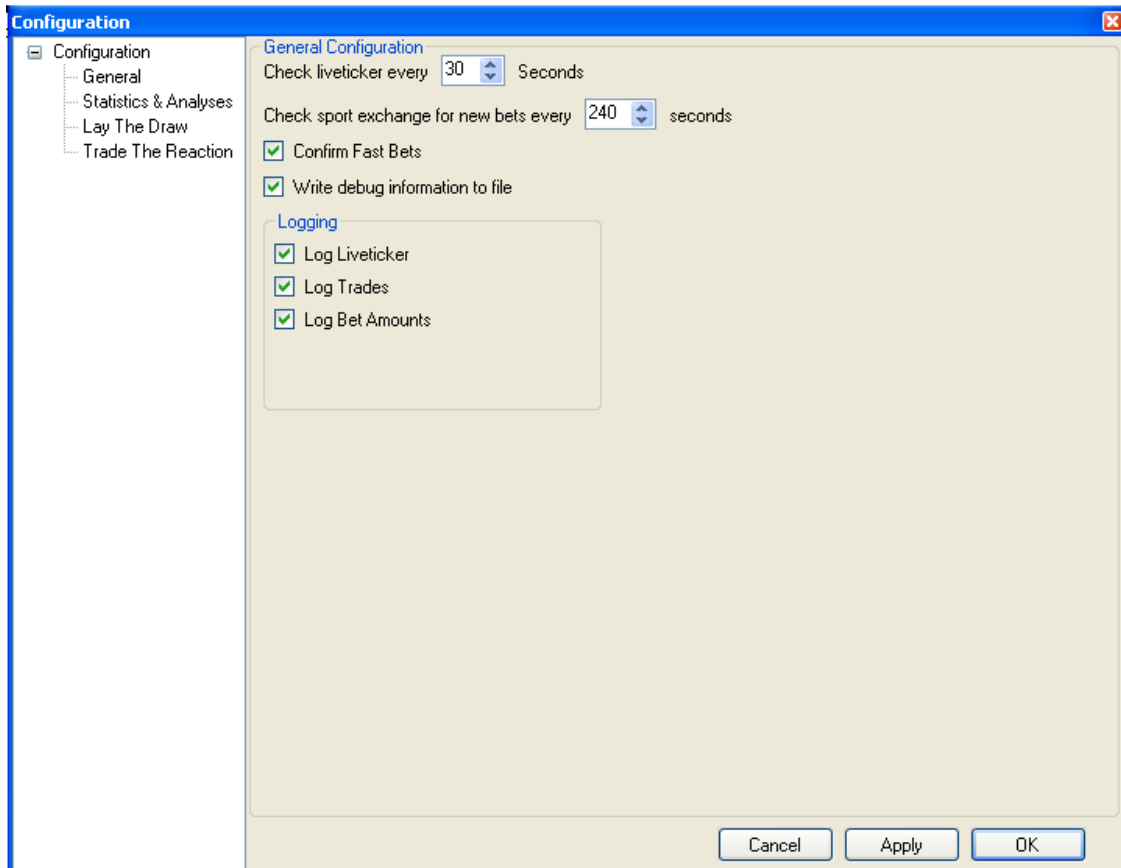 Configuration
Configuration
General
Statistics & Analyses
Lay The Draw
Trade The Reaction
General Configuration
Check liveticker every 30 Seconds
Check sport exchange for new bets every 240 seconds
Confirm Fast Bets
Write debug information to file
Logging
Log Liveticker
Log Trades
Log Bet Amounts
Cancel Apply OK